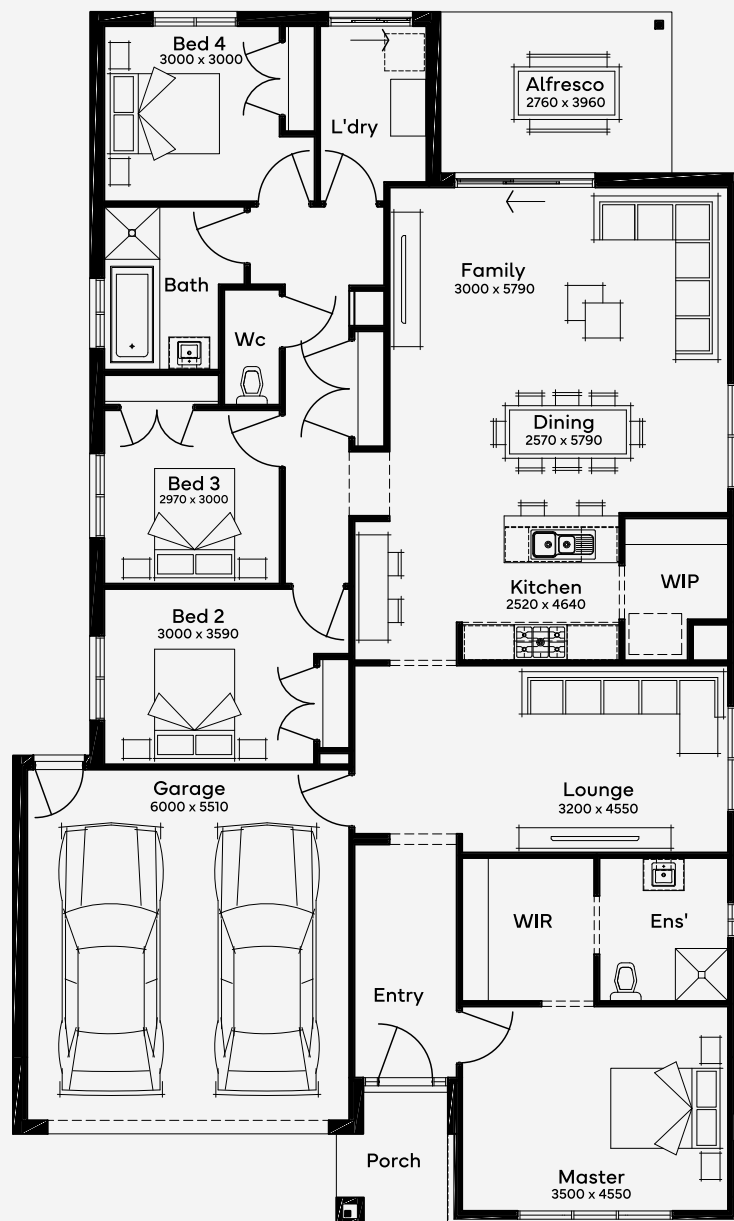 Bed 4
3000 x 3000
L'dry
Alfresco
2760 x 3960
Bath
Family
3000 x 5790
Wc
Dining
2570 x 5790
Bed 3
2970 x 3000
Kitchen
2520 x 4640
WIP
Bed 2
3000 x 3590
Garage
6000 x 5510
Lounge
3200 x 4550
WIR
Ens'
Entry
Porch
Master
3500 x 4550